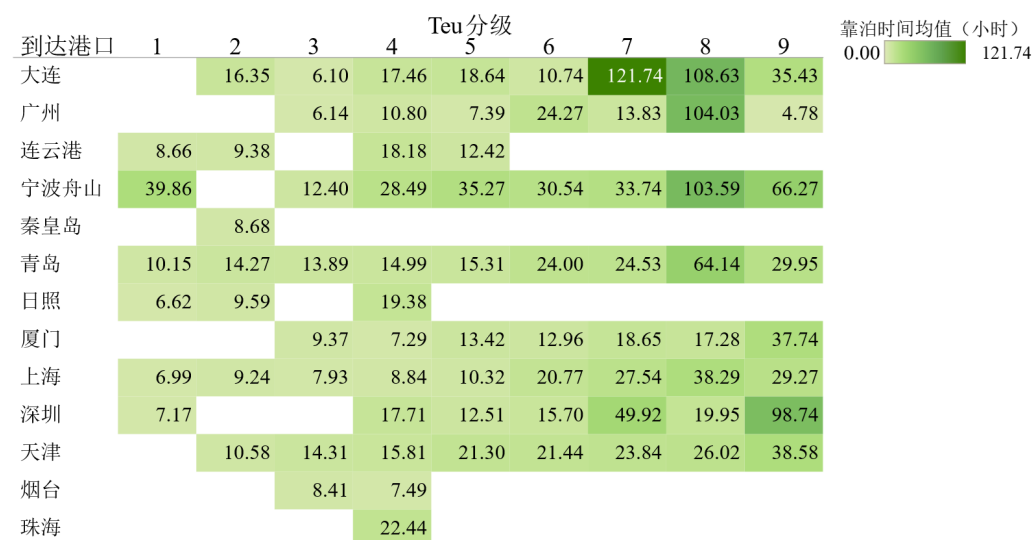 Teu分级
到达港口 1 2 3 4 5 6 7 8 9
靠泊时间均值（小时）
0.00 121.74
大连 16.35 6.10 17.46 18.64 10.74 121.74 108.63 35.43
广州 6.14 10.80 7.39 24.27 13.83 104.03 4.78
连云港 8.66 9.38 18.18 12.42
宁波舟山 39.86 12.40 28.49 35.27 30.54 33.74 103.59 66.27
秦皇岛 8.68
青岛 10.15 14.27 13.89 14.99 15.31 24.00 24.53 64.14 29.95
日照 6.62 9.59 19.38
厦门 9.37 7.29 13.42 12.96 18.65 17.28 37.74
上海 6.99 9.24 7.93 8.84 10.32 20.77 27.54 38.29 29.27
深圳 7.17 17.71 12.51 15.70 49.92 19.95 98.74
天津 10.58 14.31 15.81 21.30 21.44 23.84 26.02 38.58
烟台 8.41 7.49
珠海 22.44